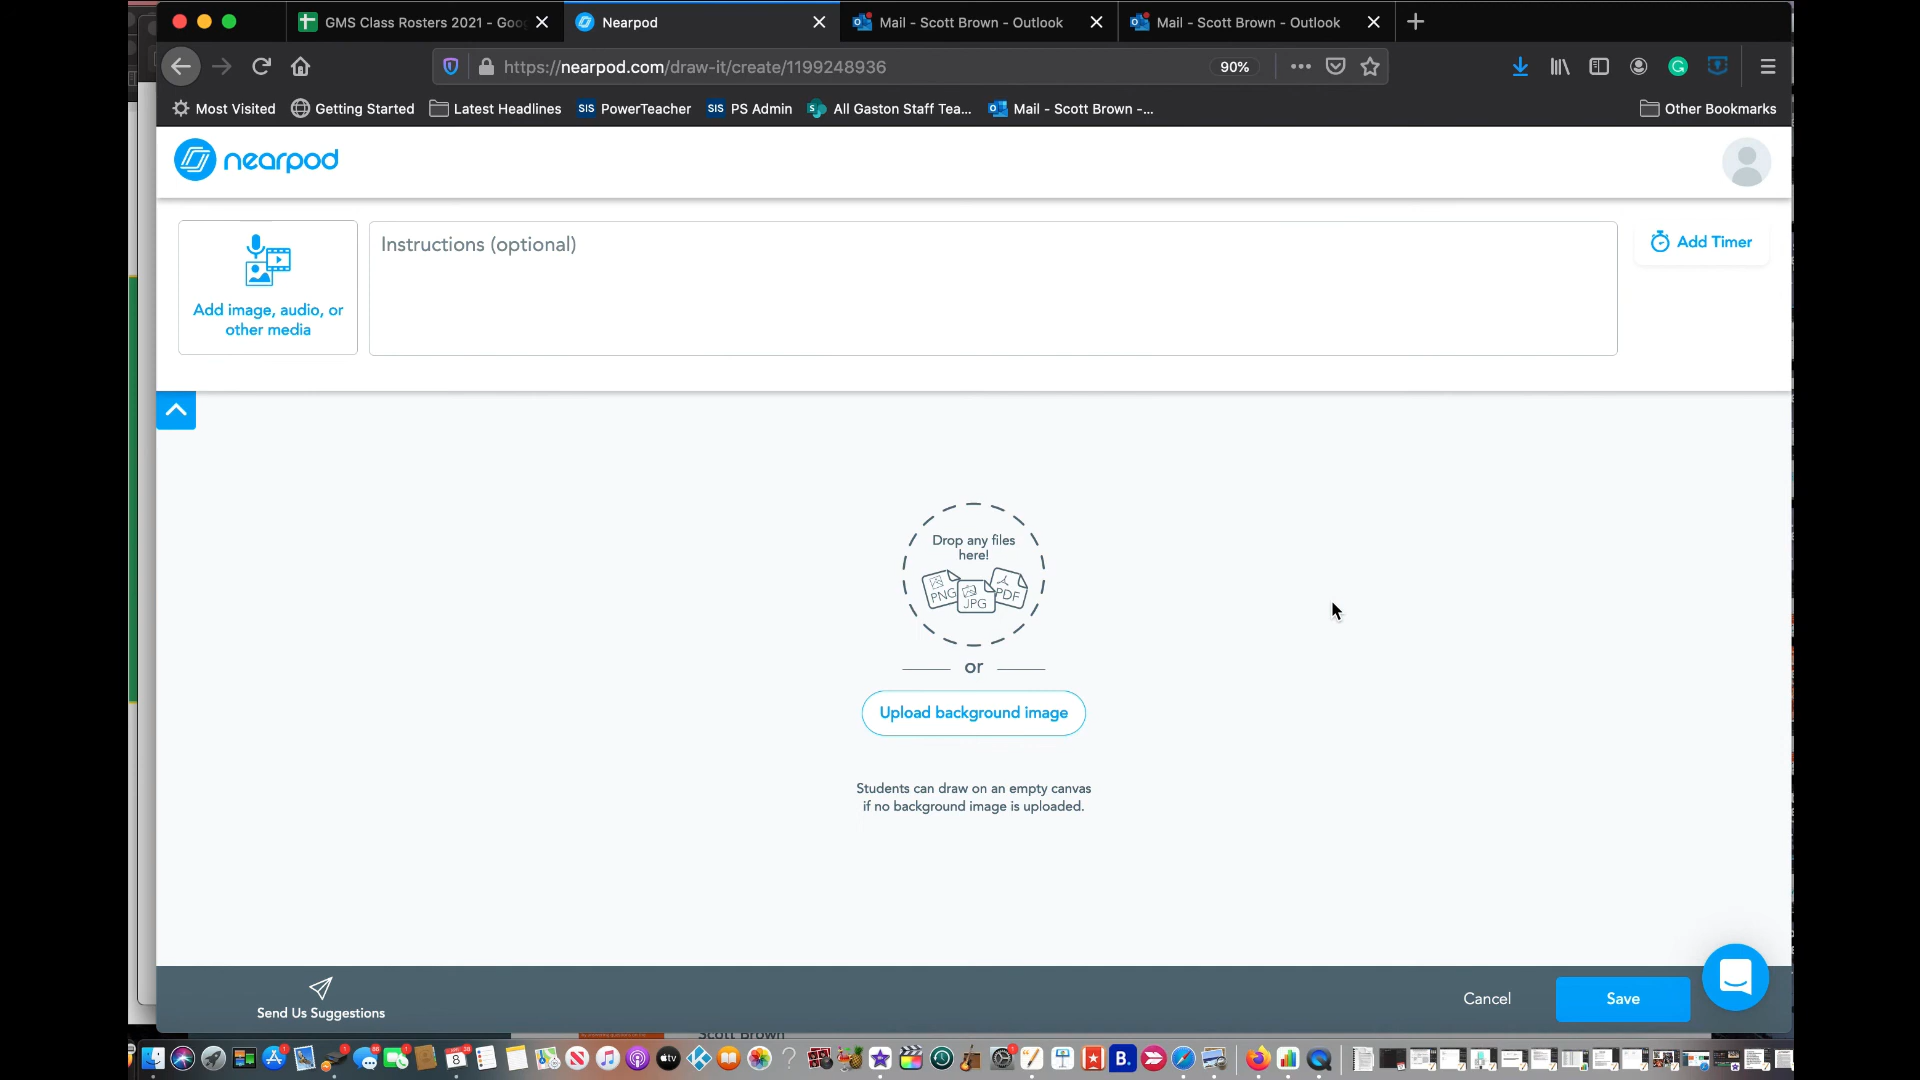 GMS Class Rosters 2021 - Goo
Nearpod
Mail - Scott Brown - Outlook
Mail - Scott Brown - Outlook
https://nearpod.com/draw-it/create/1199248936
90%
Most Visited
Getting Started
Latest Headlines
SIS PowerTeacher
SIS PS Admin
All Gaston Staff Tea...
Mail - Scott Brown -...
Other Bookmarks
nearpod
Add image, audio, or
other media
Instructions (optional)
Add Timer
Drop any files
here!
PNG
JPG
PDF
or
Upload background image
Students can draw on an empty canvas
if no background image is uploaded.
Send Us Suggestions
Cancel
Save
Scott Brown
tv
8
B.